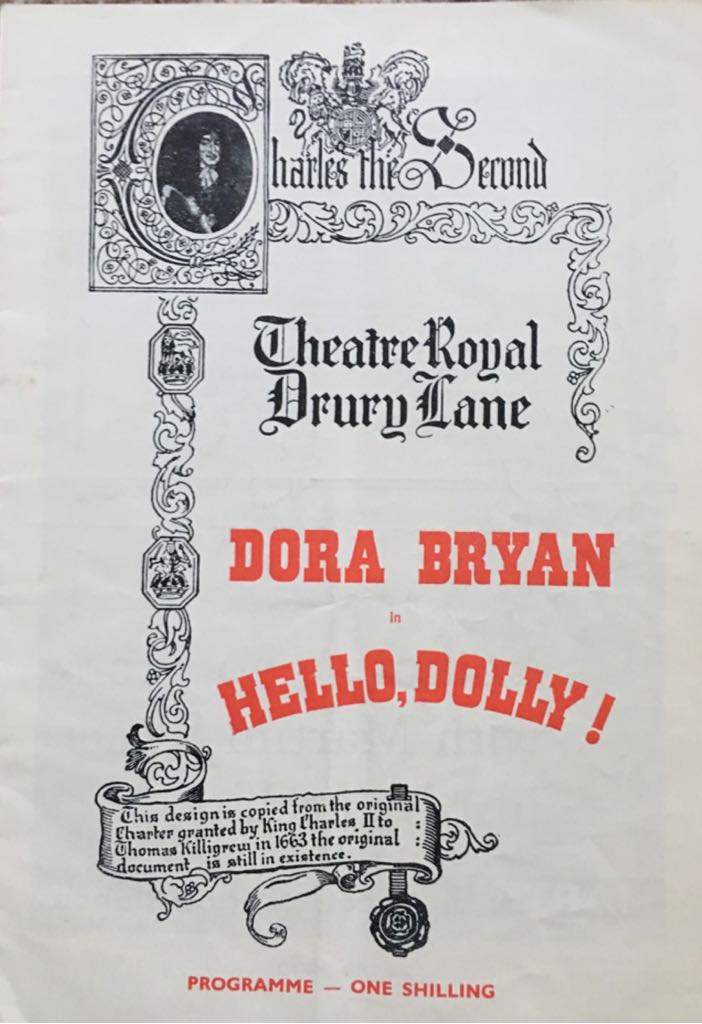 Charles the Second
Theatre Royal
Drury Lane
DORA BRYAN
in
HELLO, DOLLY!
This design is copied from the original
Charter granted by King Charles II to :
Thomas Killigrew in 1663 the original :
document is still in existence.
PROGRAMME — ONE SHILLING